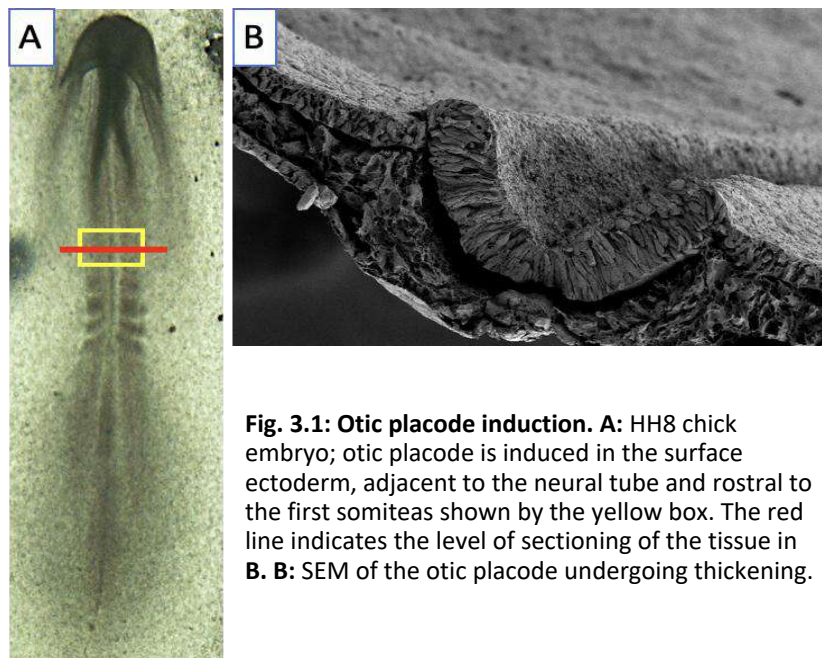 A
B
Fig. 3.1: Otic placode induction. A: HH8 chick
embryo; otic placode is induced in the surface
ectoderm, adjacent to the neural tube and rostral to
the first somiteas shown by the yellow box. The red
line indicates the level of sectioning of the tissue in
B. B: SEM of the otic placode undergoing thickening.